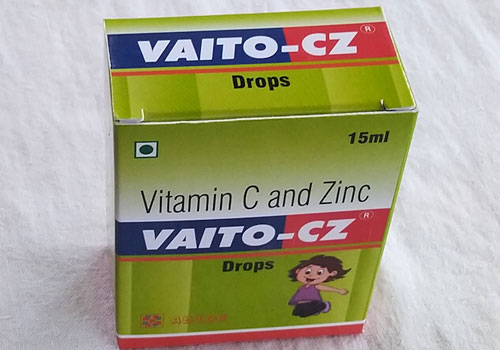 VAITO-CZ®
Drops
15ml
Vitamin C and Zinc
VAITO-CZ®
Drops